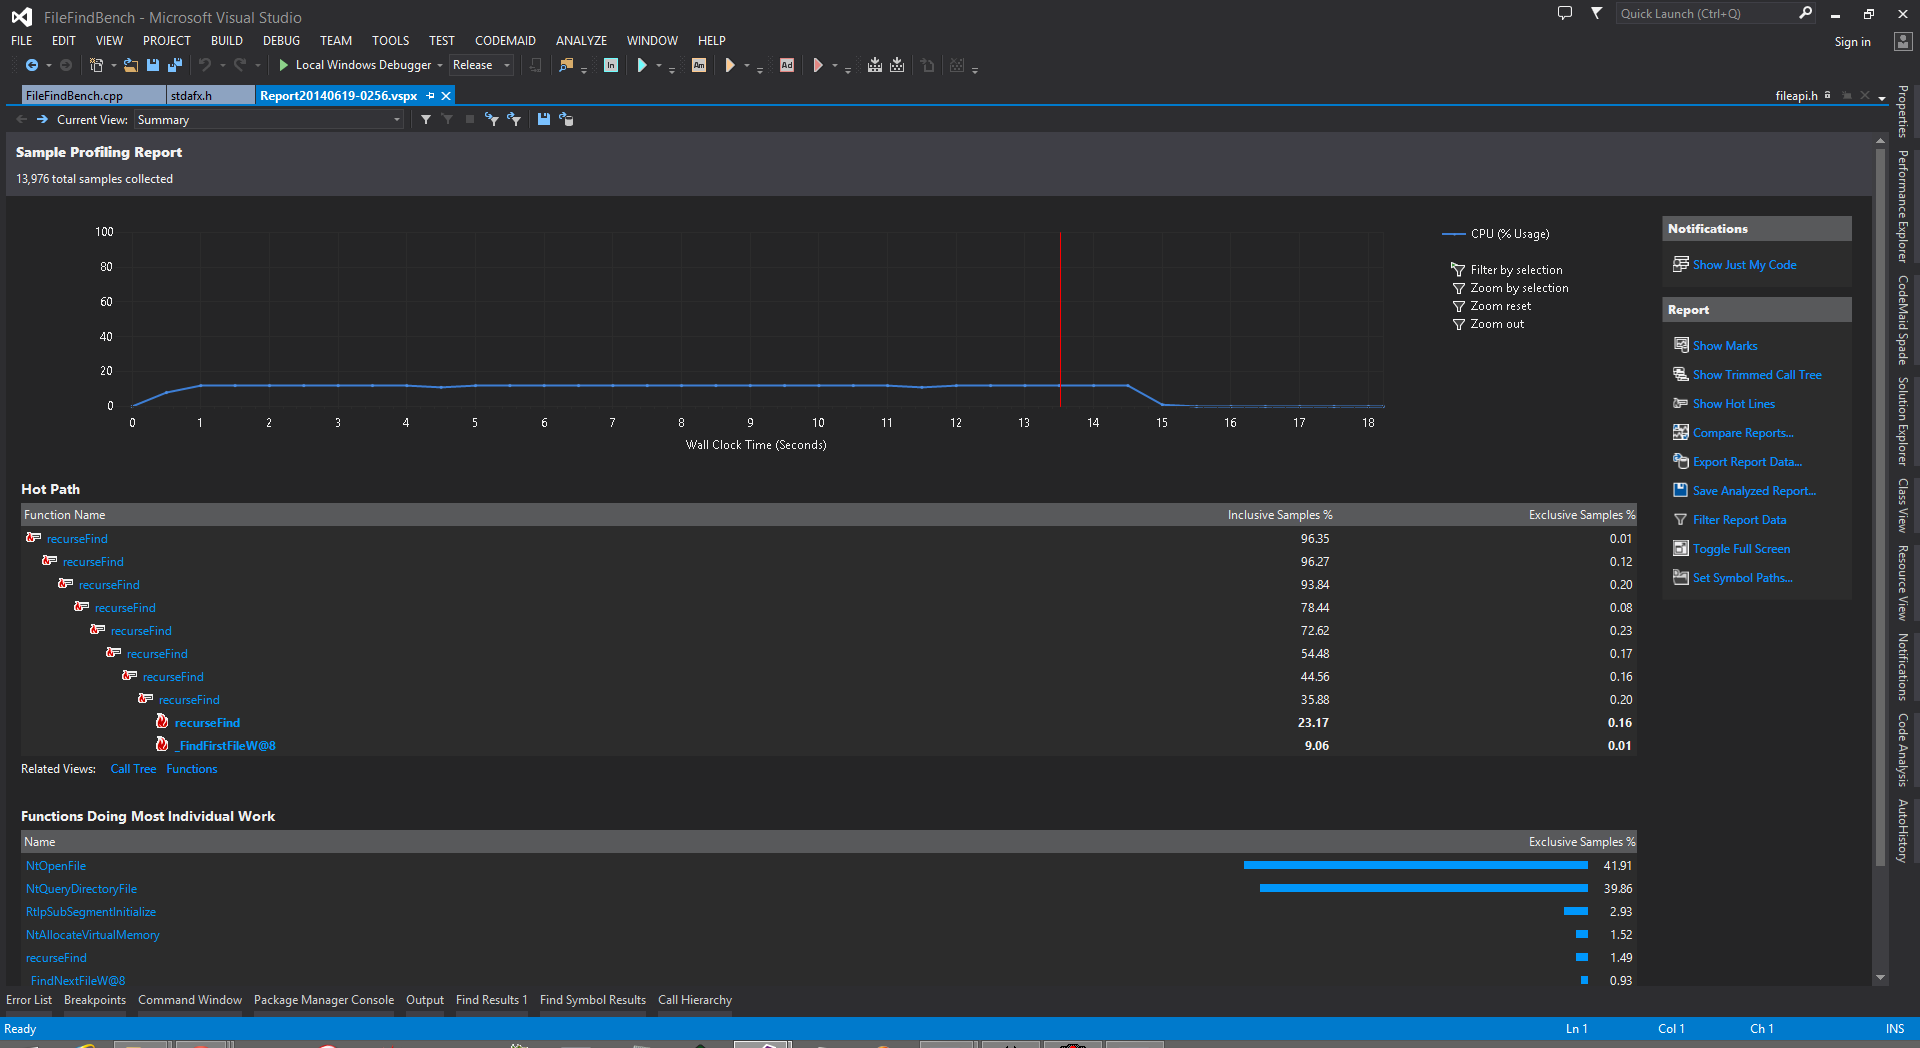 FileFindBench - Microsoft Visual Studio
Quick Launch (Ctrl+Q)
FILE EDIT VIEW PROJECT BUILD DEBUG TEAM TOOLS TEST CODEMAID ANALYZE WINDOW HELP
Sign in
Local Windows Debugger Release In Am Ad
FileFindBench.cpp stdafx.h Report20140619-0256.vspx fileapi.h
Current View: Summary
Sample Profiling Report
13,976 total samples collected
100
80
60
40
20
0
0 1 2 3 4 5 6 7 8 9 10 11 12 13 14 15 16 17 18
Wall Clock Time (Seconds)
CPU (% Usage)
Filter by selection
Zoom by selection
Zoom reset
Zoom out
Notifications
Show Just My Code
Report
Show Marks
Show Trimmed Call Tree
Show Hot Lines
Compare Reports...
Export Report Data...
Save Analyzed Report...
Filter Report Data
Toggle Full Screen
Set Symbol Paths...
Hot Path
Function Name Inclusive Samples % Exclusive Samples %
recurseFind 96.35 0.01
recurseFind 96.27 0.12
recurseFind 93.84 0.20
recurseFind 78.44 0.08
recurseFind 72.62 0.23
recurseFind 54.48 0.17
recurseFind 44.56 0.16
recurseFind 35.88 0.20
recurseFind 23.17 0.16
_FindFirstFileW@8 9.06 0.01
Related Views: Call Tree Functions
Functions Doing Most Individual Work
Name Exclusive Samples %
NtOpenFile 41.91
NtQueryDirectoryFile 39.86
RtlpSubSegmentInitialize 2.93
NtAllocateVirtualMemory 1.52
recurseFind 1.49
FindNextFileW@8 0.93
Properties
Performance Explorer
CodeMaid Spade
Solution Explorer
Class View
Resource View
Notifications
Code Analysis
AutoHistory
Error List Breakpoints Command Window Package Manager Console Output Find Results 1 Find Symbol Results Call Hierarchy
Ready Ln 1 Col 1 Ch 1 INS